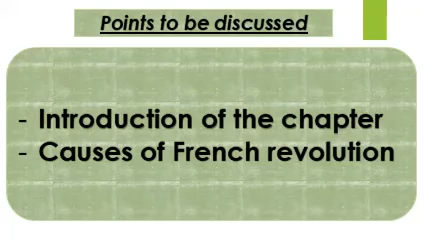 Points to be discussed
- Introduction of the chapter
- Causes of French revolution